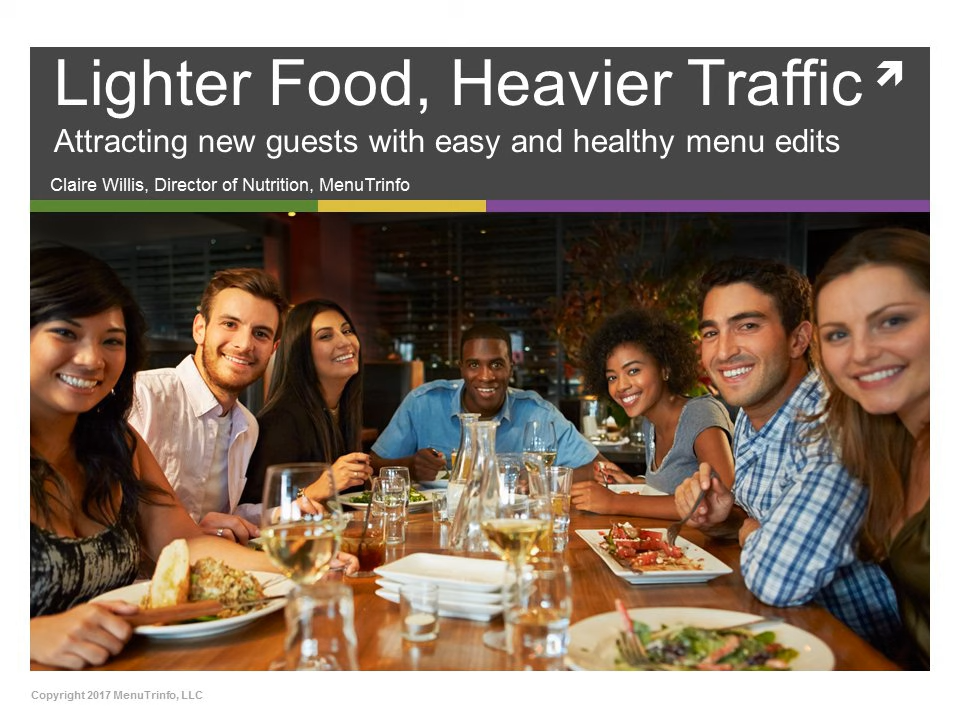 Lighter Food, Heavier Traffic
Attracting new guests with easy and healthy menu edits
Claire Willis, Director of Nutrition, MenuTrinfo
Copyright 2017 MenuTrinfo, LLC